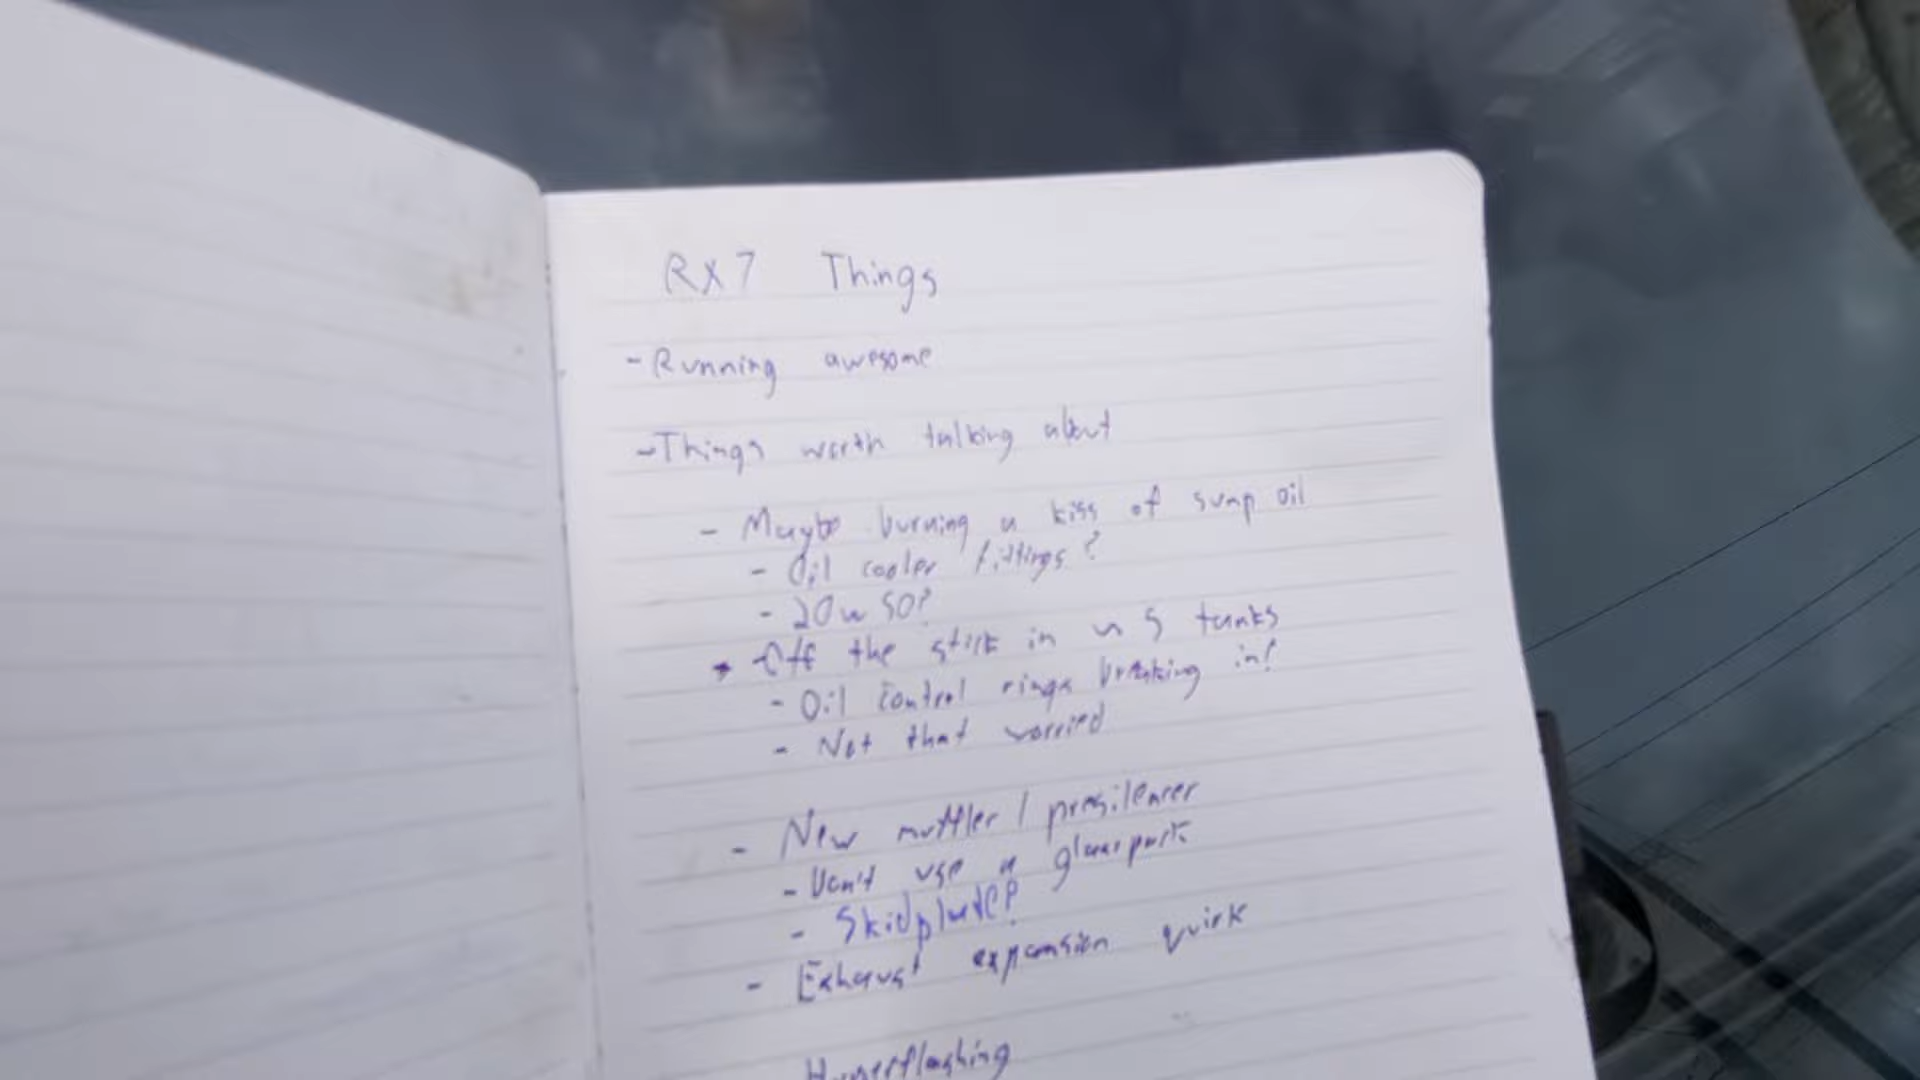 RX7 Things
- Running awesome
- Things worth talking about
- Maybe burning a kiss of sump oil
- Oil cooler fittings?
- 20w50?
- Off the stick in ~ 5 tanks
- Oil control rings breaking in?
- Not that worried
- New muffler / presilencer
- Don't use a glasspack
- Skidplate?
- Exhaust expansion quirk
Hyperflashing